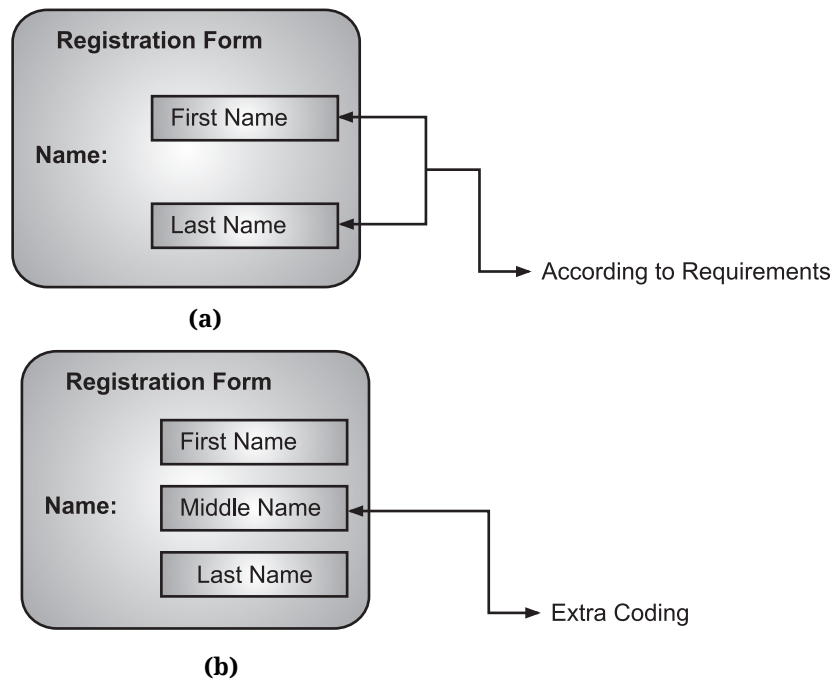 Registration Form
First Name
Name:
Last Name
According to Requirements
(a)
Registration Form
First Name
Name:
Middle Name
Last Name
Extra Coding
(b)